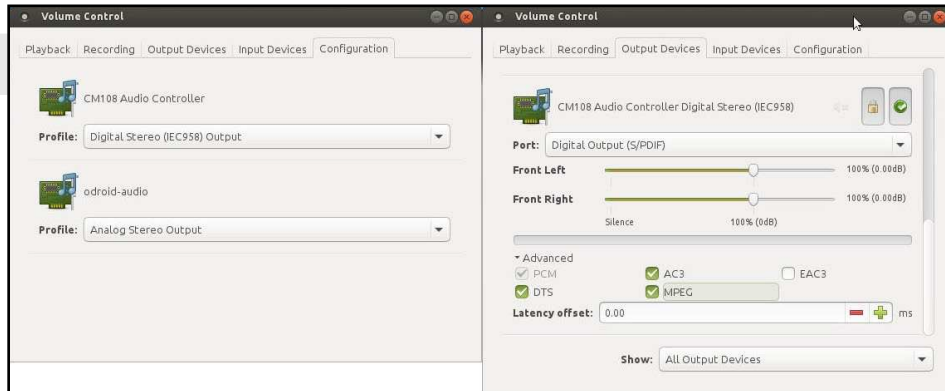 Volume Control
Playback Recording Output Devices Input Devices Configuration
CM108 Audio Controller
Profile: Digital Stereo (IEC958) Output
odroid-audio
Profile: Analog Stereo Output
Volume Control
Playback Recording Output Devices Input Devices Configuration
CM108 Audio Controller Digital Stereo (IEC958)
Port: Digital Output (S/PDIF)
Front Left 100% (0.00dB)
Front Right 100% (0.00dB)
Silence 100% (0dB)
Advanced
PCM AC3 EAC3
DTS MPEG
Latency offset: 0.00 ms
Show: All Output Devices